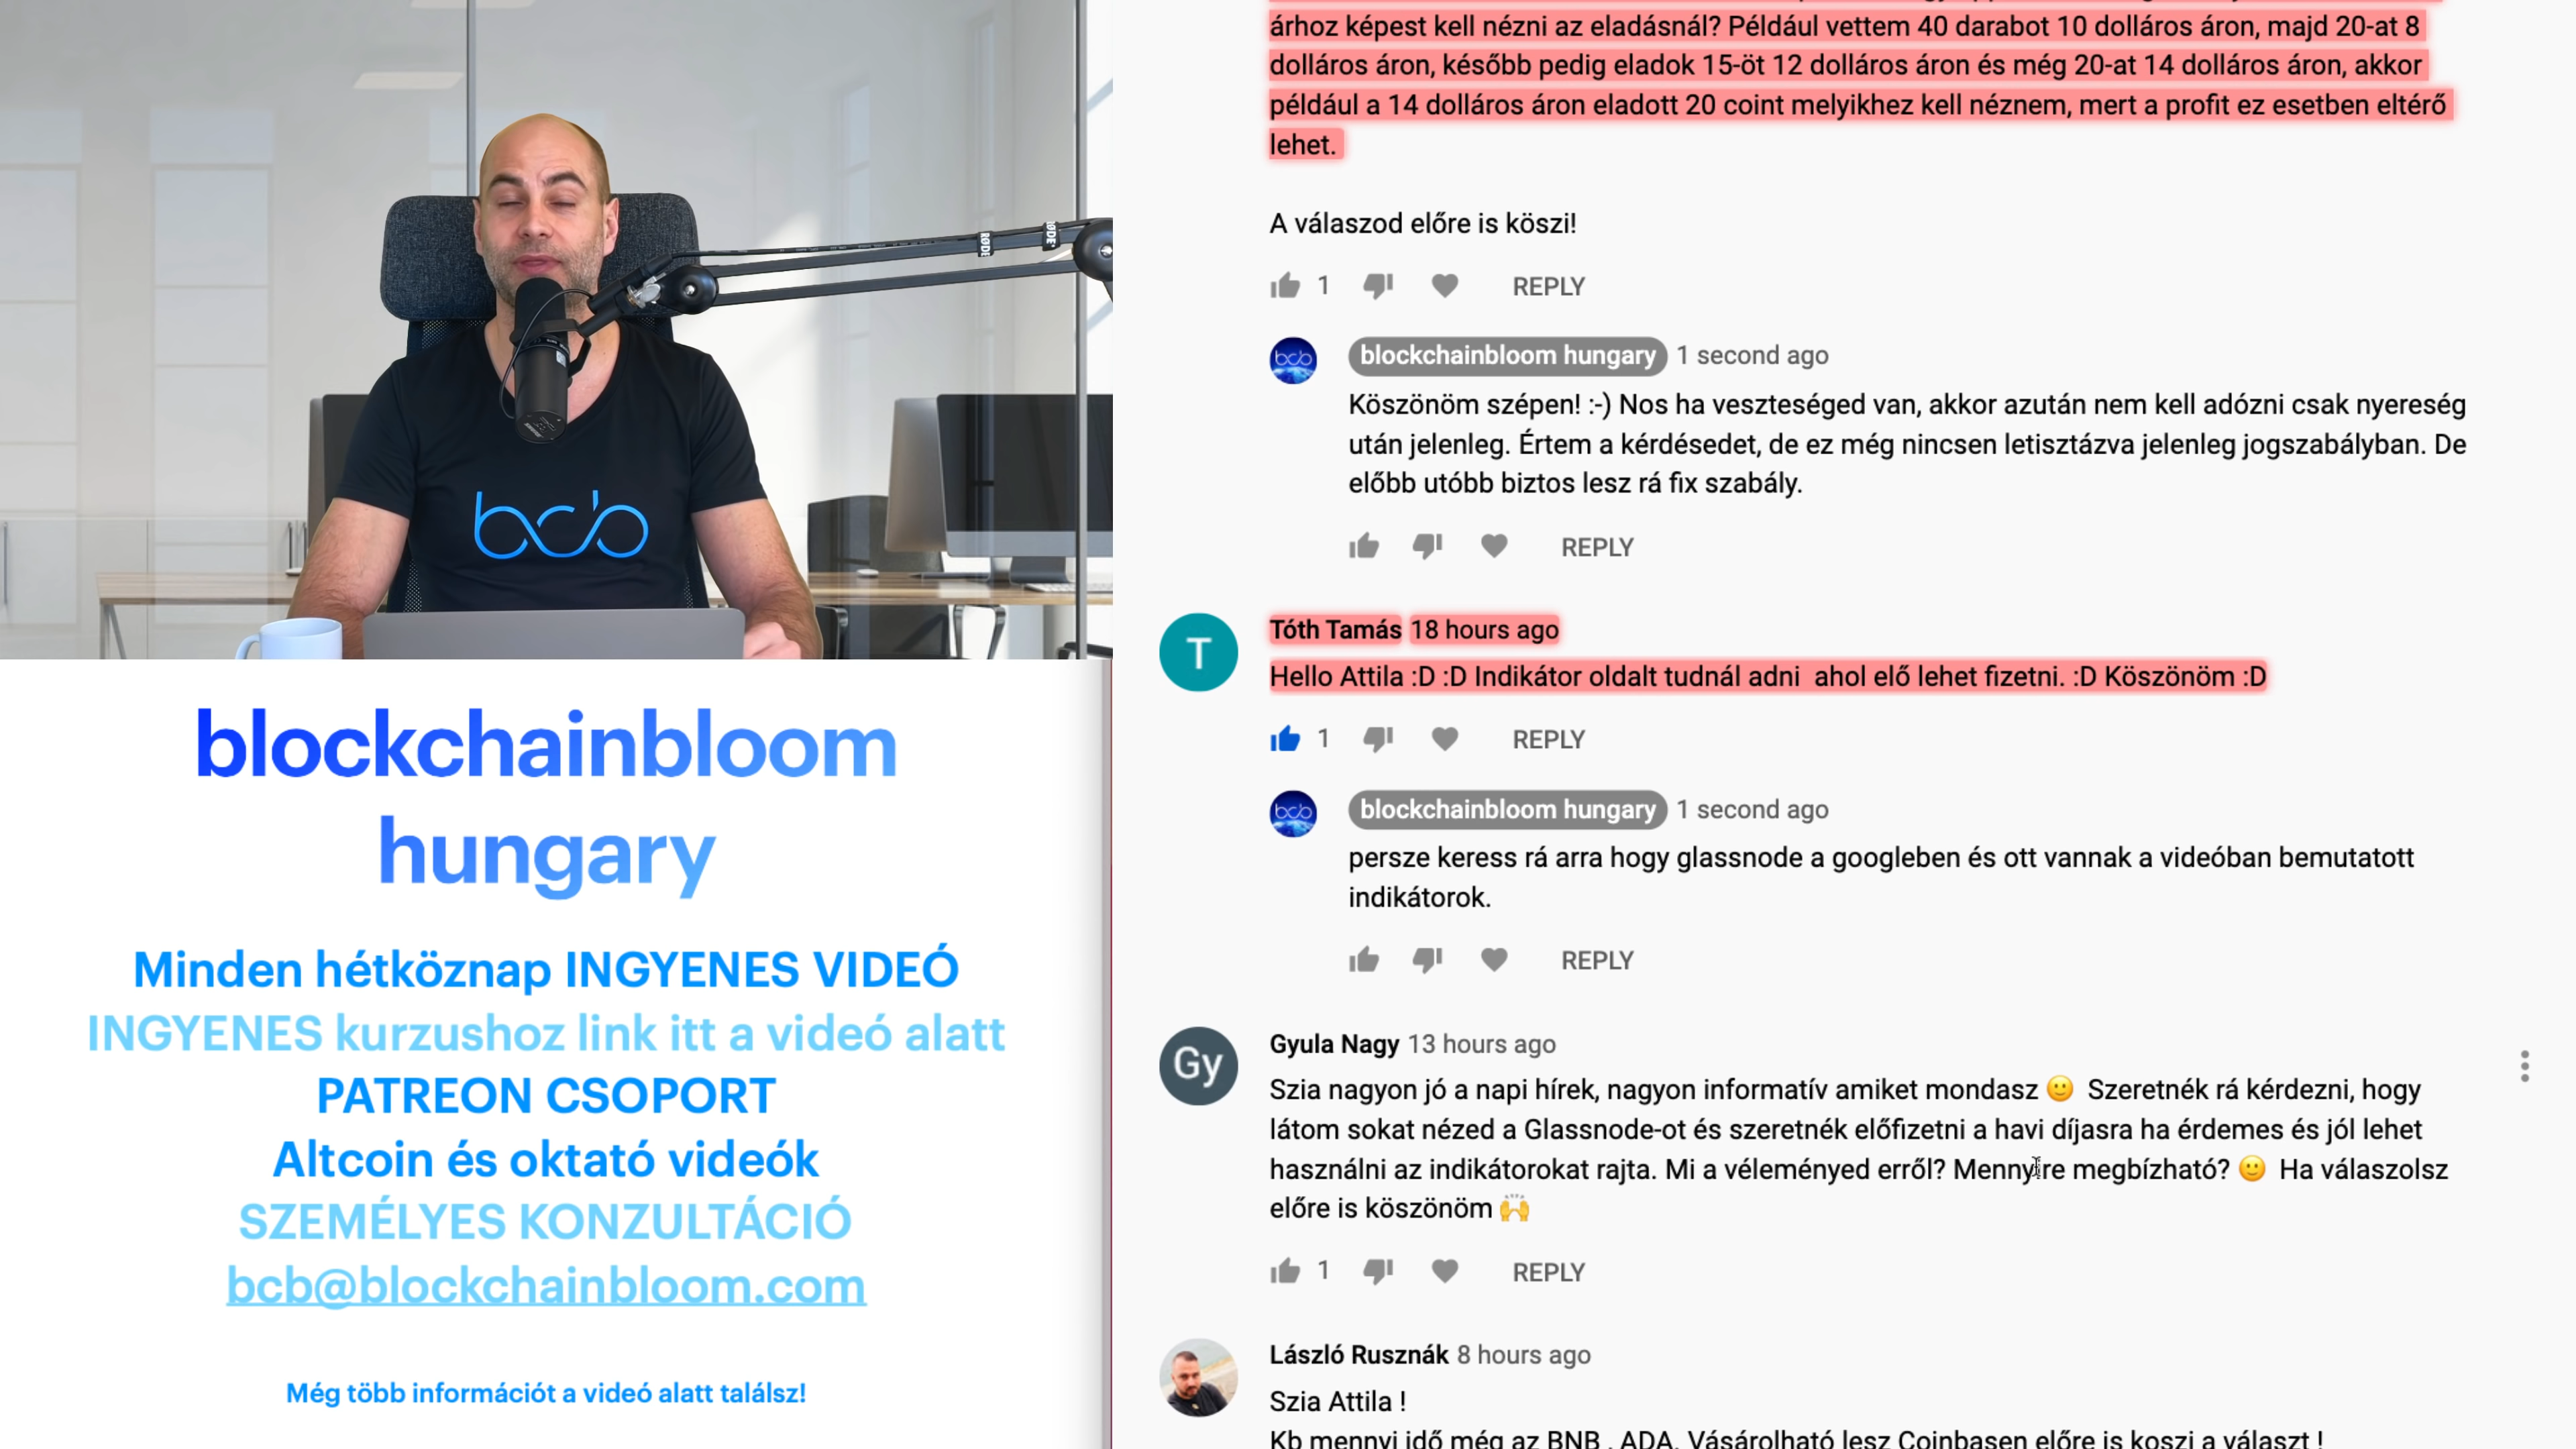 árhoz képest kell nézni az eladásnál? Például vettem 40 darabot 10 dolláros áron, majd 20-at 8
dolláros áron, később pedig eladok 15-öt 12 dolláros áron és még 20-at 14 dolláros áron, akkor
például a 14 dolláros áron eladott 20 coint melyikhez kell néznem, mert a profit ez esetben eltérő
lehet.
A válaszod előre is köszi!
1 REPLY
bcb blockchainbloom hungary 1 second ago
Köszönöm szépen! :-) Nos ha veszteséged van, akkor azután nem kell adózni csak nyereség
után jelenleg. Értem a kérdésedet, de ez még nincsen letisztázva jelenleg jogszabályban. De
előbb utóbb biztos lesz rá fix szabály.
REPLY
T Tóth Tamás 18 hours ago
Hello Attila :D :D Indikátor oldalt tudnál adni  ahol elő lehet fizetni. :D Köszönöm :D
1 REPLY
bcb blockchainbloom hungary 1 second ago
persze keress rá arra hogy glassnode a googleben és ott vannak a videóban bemutatott
indikátorok.
REPLY
Gy Gyula Nagy 13 hours ago
Szia nagyon jó a napi hírek, nagyon informatív amiket mondasz 🙂 Szeretnék rá kérdezni, hogy
látom sokat nézed a Glassnode-ot és szeretnék előfizetni a havi díjasra ha érdemes és jól lehet
használni az indikátorokat rajta. Mi a véleményed erről? Mennyire megbízható? 🙂 Ha válaszolsz
előre is köszönöm 🙌
1 REPLY
László Rusznák 8 hours ago
Szia Attila !
Kb mennyi idő még az BNB , ADA. Vásárolható lesz Coinbasen előre is koszi a választ !
RØDE
RØDE
bcb
blockchainbloom
hungary
Minden hétköznap INGYENES VIDEÓ
INGYENES kurzushoz link itt a videó alatt
PATREON CSOPORT
Altcoin és oktató videók
SZEMÉLYES KONZULTÁCIÓ
bcb@blockchainbloom.com
Még több információt a videó alatt találsz!